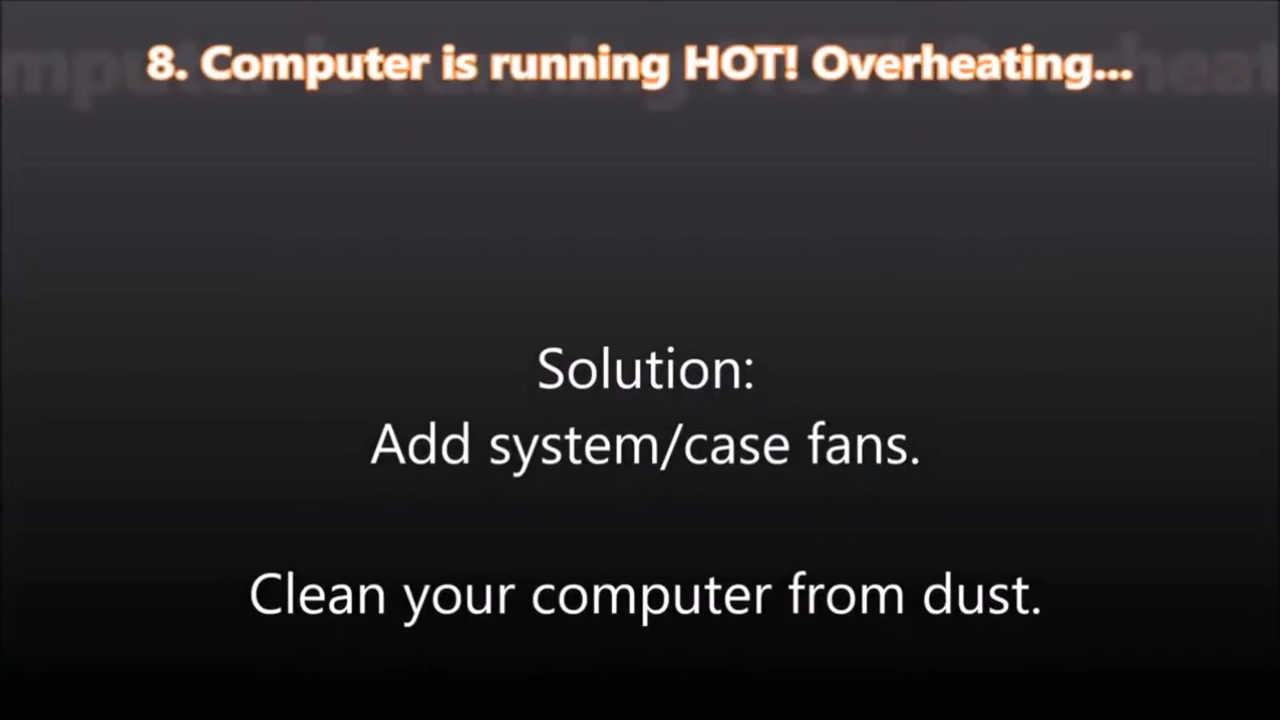 8. Computer is running HOT! Overheating...
Solution:
Add system/case fans.
Clean your computer from dust.